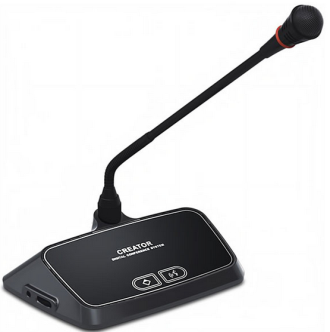 CREATOR
DIGITAL CONFERENCE SYSTEM